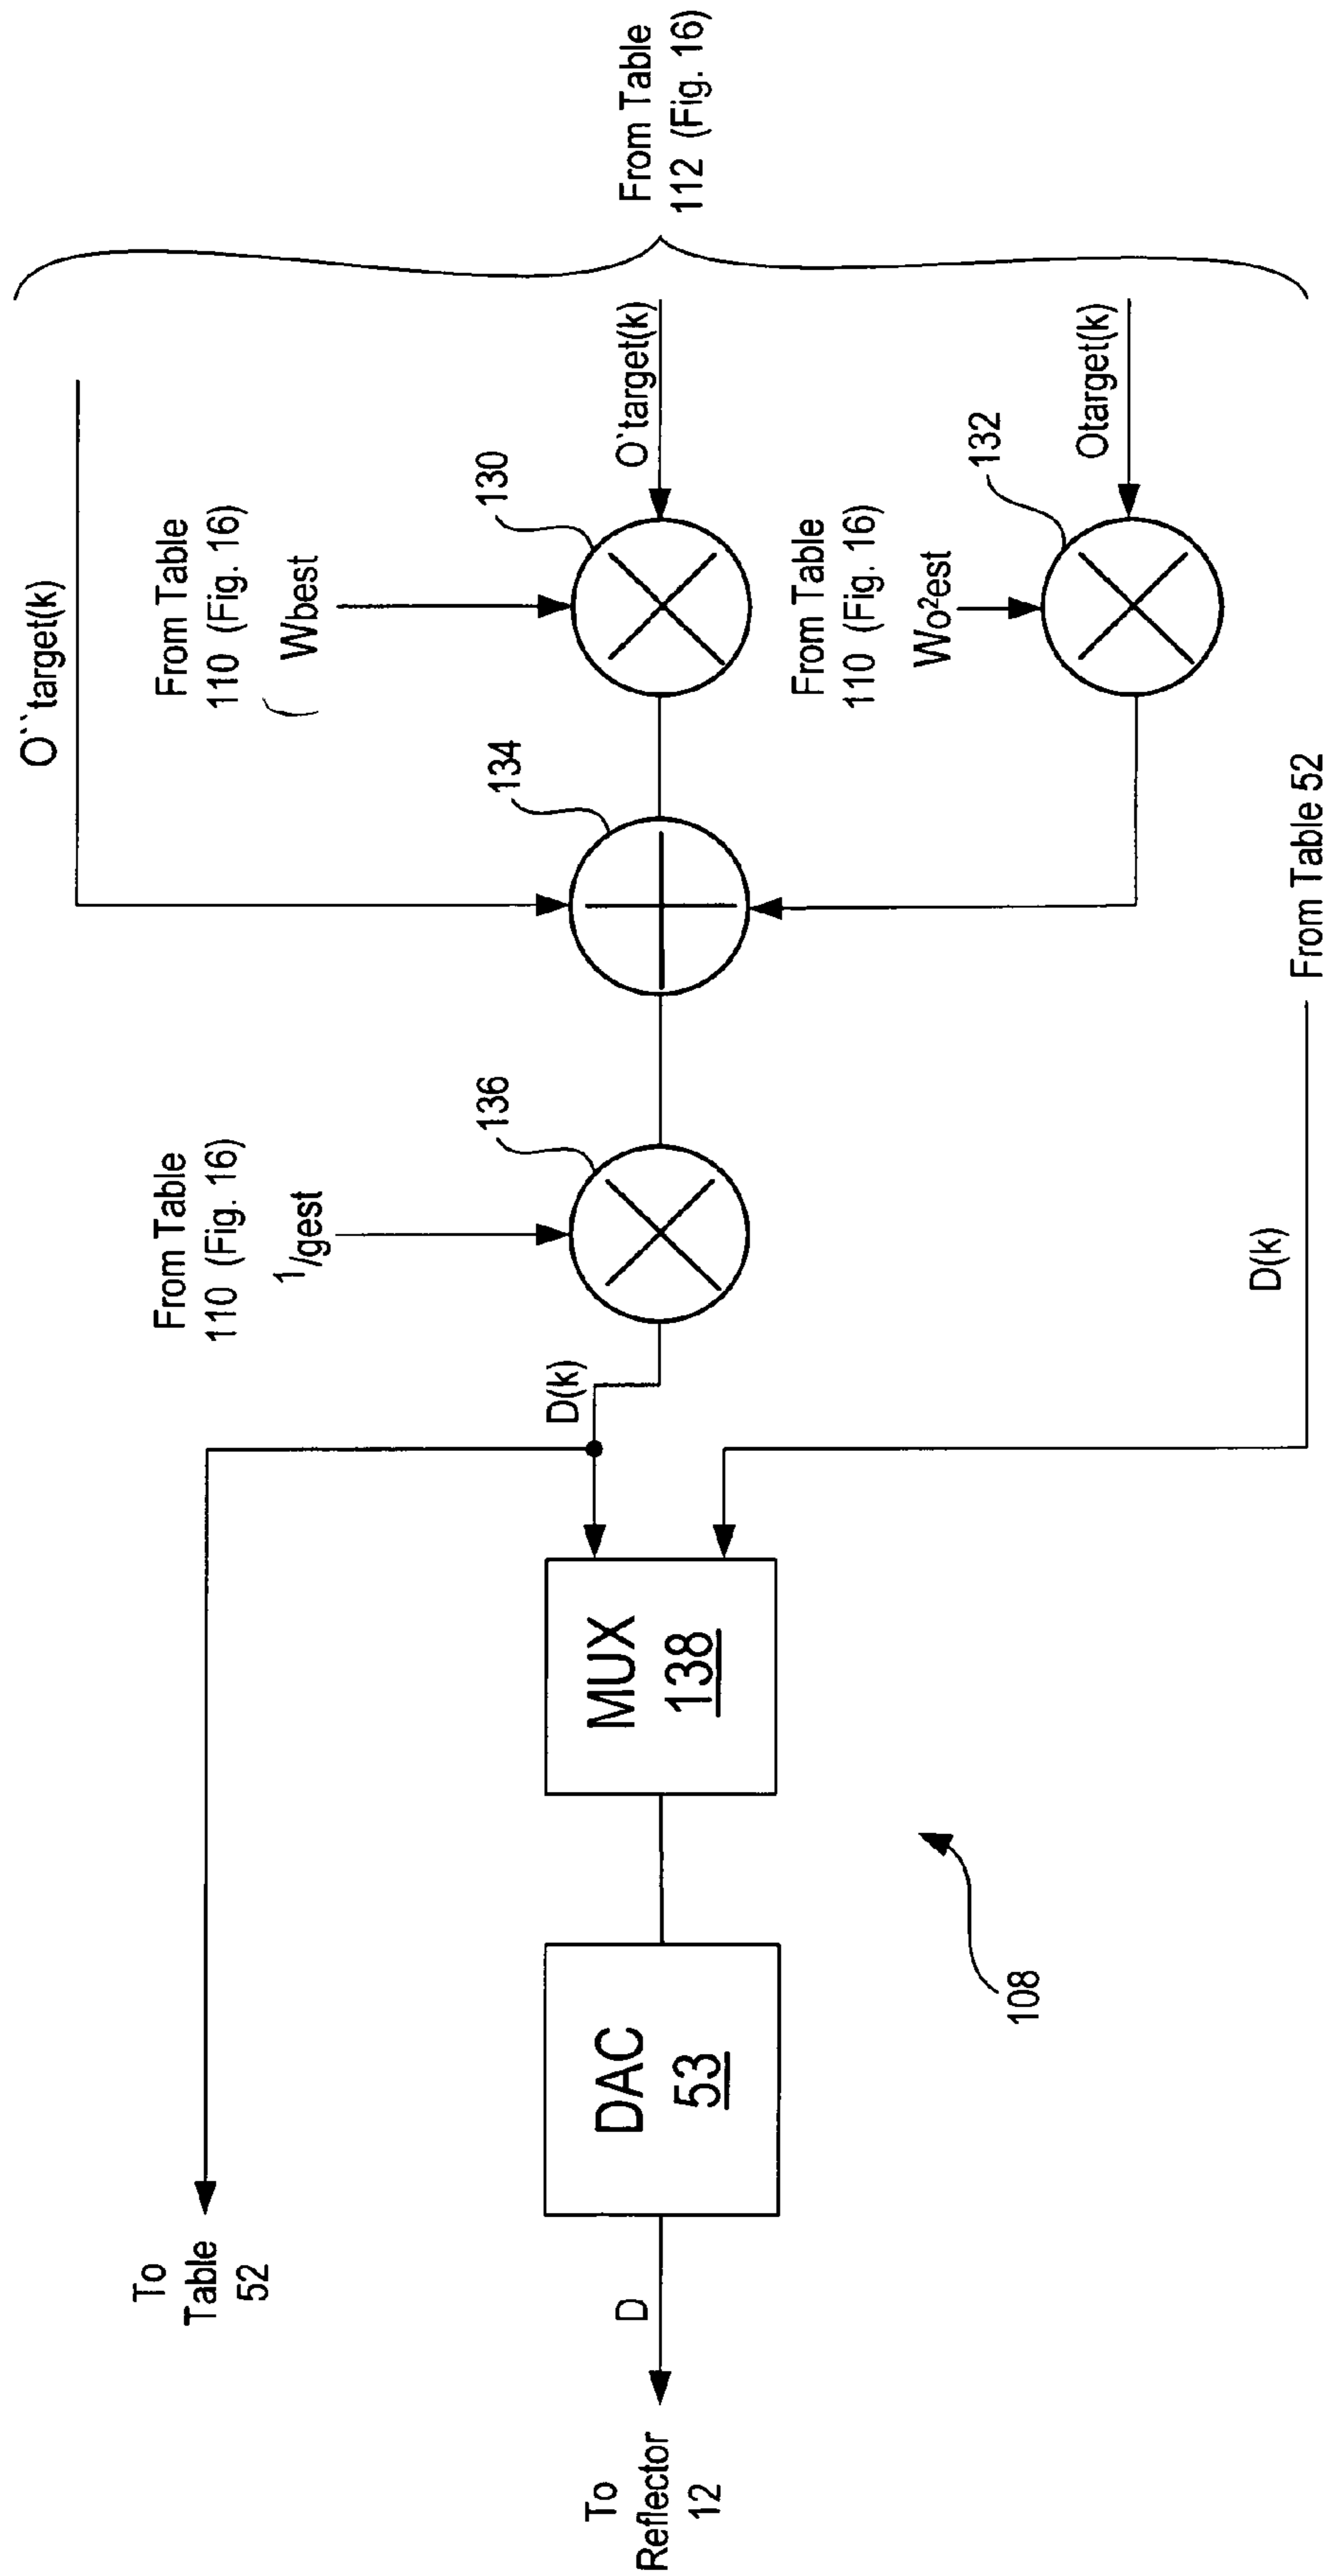 To
Reflector
12
D
DAC
53
108
To
Table
52
MUX
138
D(k)
From Table
110 (Fig. 16)
1/gest
136
D(k)
From Table 52
134
O``target(k)
From Table
110 (Fig. 16)
Wbest
130
From Table
110 (Fig. 16)
Wo²est
132
O`target(k)
Otarget(k)
From Table
112 (Fig. 16)